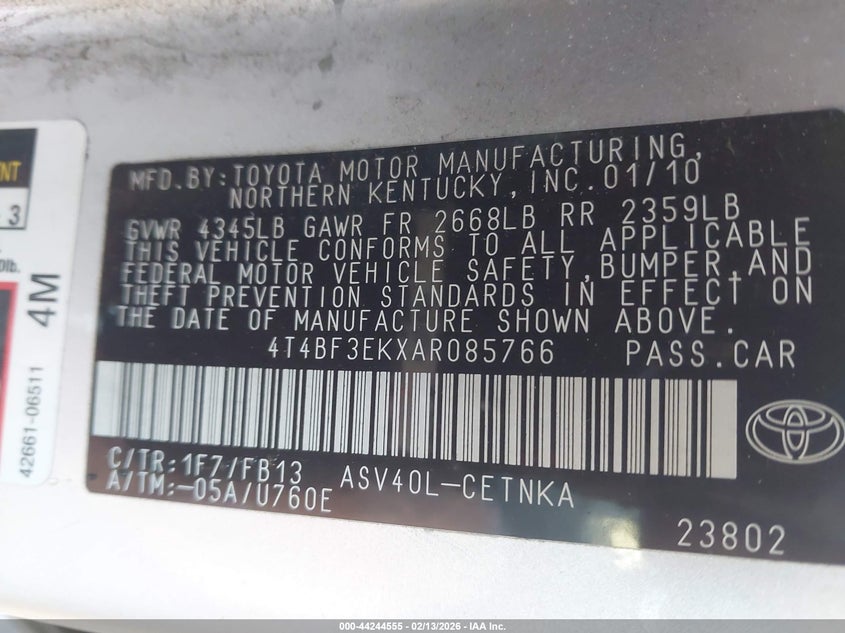 MFD.BY:TOYOTA MOTOR MANUFACTURING,
NORTHERN KENTUCKY,INC.01/10
GVWR 4345LB GAWR FR 2668LB RR 2359LB
THIS VEHICLE CONFORMS TO ALL APPLICABLE
FEDERAL MOTOR VEHICLE SAFETY,BUMPER,AND
THEFT PREVENTION STANDARDS IN EFFECT ON
THE DATE OF MANUFACTURE SHOWN ABOVE.
4T4BF3EKXAR085766 PASS.CAR
C/TR:1F7/FB13
A/TM:-05A/U760E
ASV40L-CETNKA
23802
3
4M
42661-06511
000-44244555 - 02/13/2026 - IAA Inc.